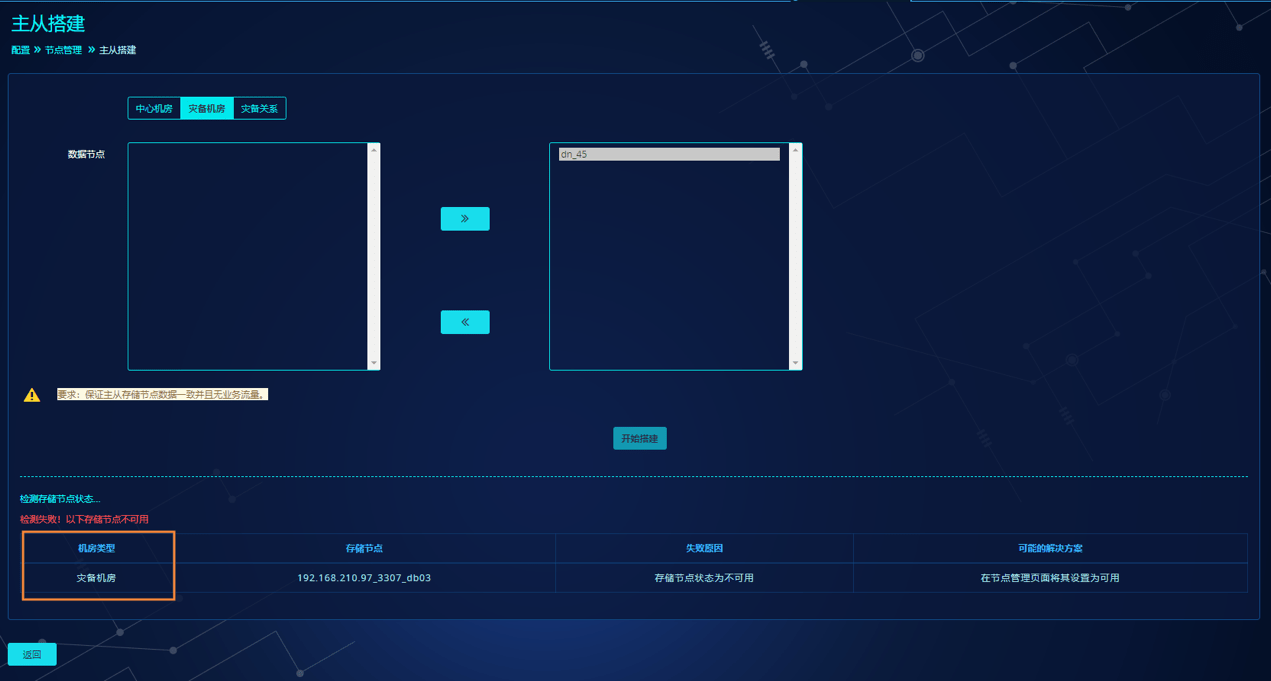 主从搭建
配置 » 节点管理 » 主从搭建
中心机房 灾备机房 灾备关系
数据节点
dn_45
要求：保证主从存储节点数据一致并且无业务流量。
开始搭建
检测存储节点状态...
检测失败！以下存储节点不可用
机房类型 存储节点 失败原因 可能的解决方案
灾备机房 192.168.210.97_3307_db03 存储节点状态为不可用 在节点管理页面将其设置为可用
返回